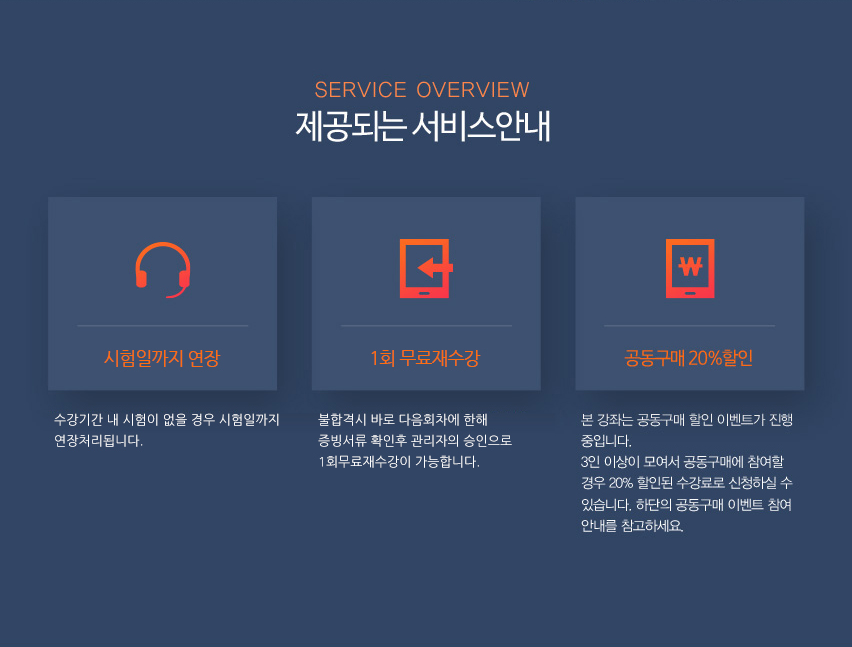 SERVICE OVERVIEW
제공되는 서비스안내
시험일까지 연장
수강기간 내 시험이 없을 경우 시험일까지
연장처리됩니다.
1회 무료재수강
불합격시 바로 다음회차에 한해
증빙서류 확인후 관리자의 승인으로
1회무료재수강이 가능합니다.
₩
공동구매 20%할인
본 강좌는 공동구매 할인 이벤트가 진행
중입니다.
3인 이상이 모여서 공동구매에 참여할
경우 20% 할인된 수강료로 신청하실 수
있습니다. 하단의 공동구매 이벤트 참여
안내를 참고하세요.